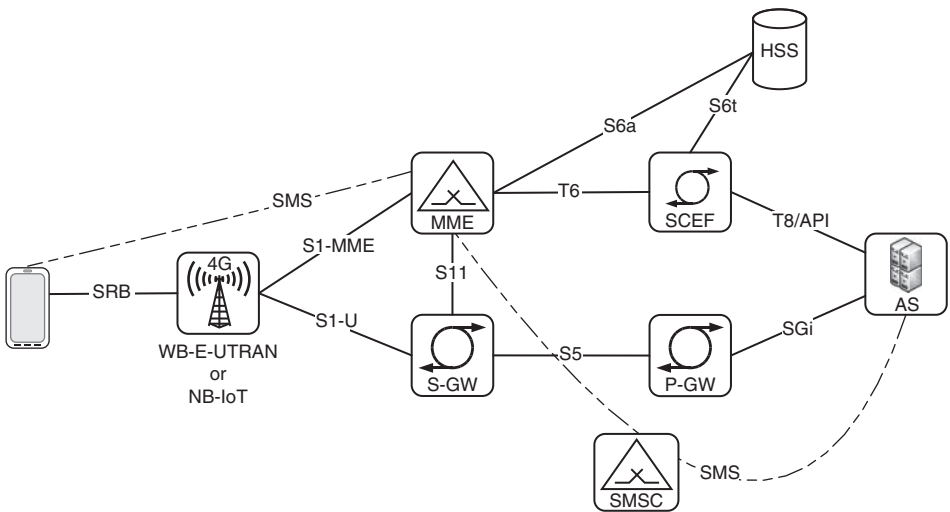 HSS
S6t
S6a
SMS
MME
T6
SCEF
T8/API
S1-MME
4G
S11
SRB
AS
S1-U
SGi
WB-E-UTRAN
or
NB-IoT
S-GW
S5
P-GW
SMS
SMSC